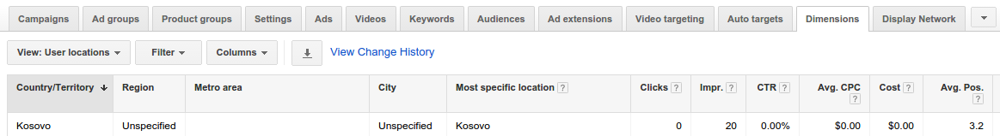 Campaigns Ad groups Product groups Settings Ads Videos Keywords Audiences Ad extensions Video targeting Auto targets Dimensions Display Network
View: User locations Filter Columns View Change History
Country/Territory Region Metro area City Most specific location ? Clicks ? Impr. ? CTR ? Avg. CPC ? Cost ? Avg. Pos. ?
Kosovo Unspecified Unspecified Kosovo 0 20 0.00% $0.00 $0.00 3.2